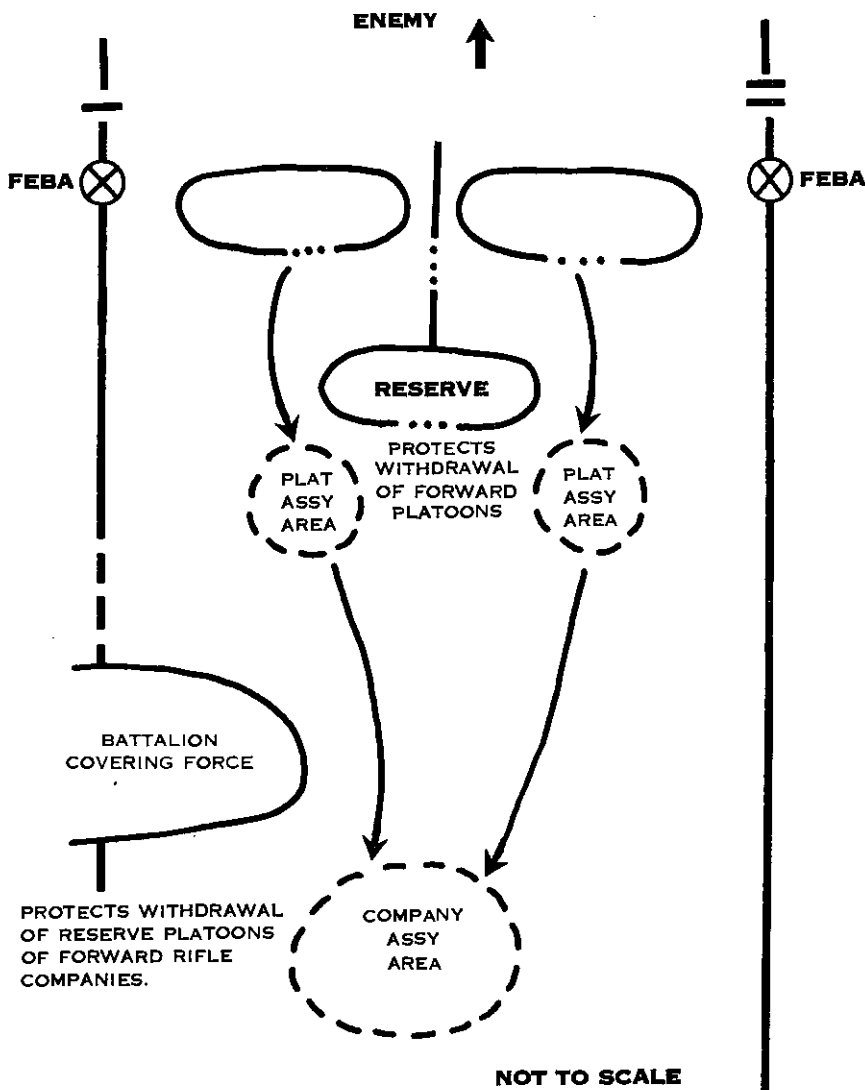 ENEMY
FEBA
FEBA
RESERVE
PROTECTS
WITHDRAWAL
OF FORWARD
PLATOONS
PLAT
ASSY
AREA
PLAT
ASSY
AREA
BATTALION
COVERING FORCE
PROTECTS WITHDRAWAL
OF RESERVE PLATOONS
OF FORWARD RIFLE
COMPANIES.
COMPANY
ASSY
AREA
NOT TO SCALE